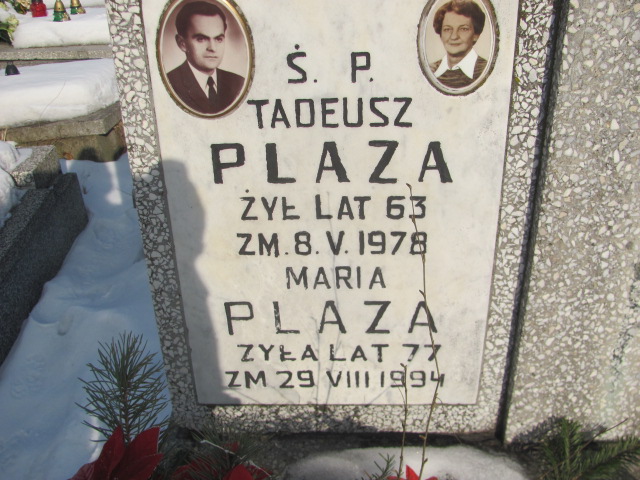 Ś. P.
TADEUSZ
PLAZA
ŻYŁ LAT 63
ZM. 8. V. 1978
MARIA
PLAZA
ŻYŁA LAT 77
ZM 29 VIII 1994